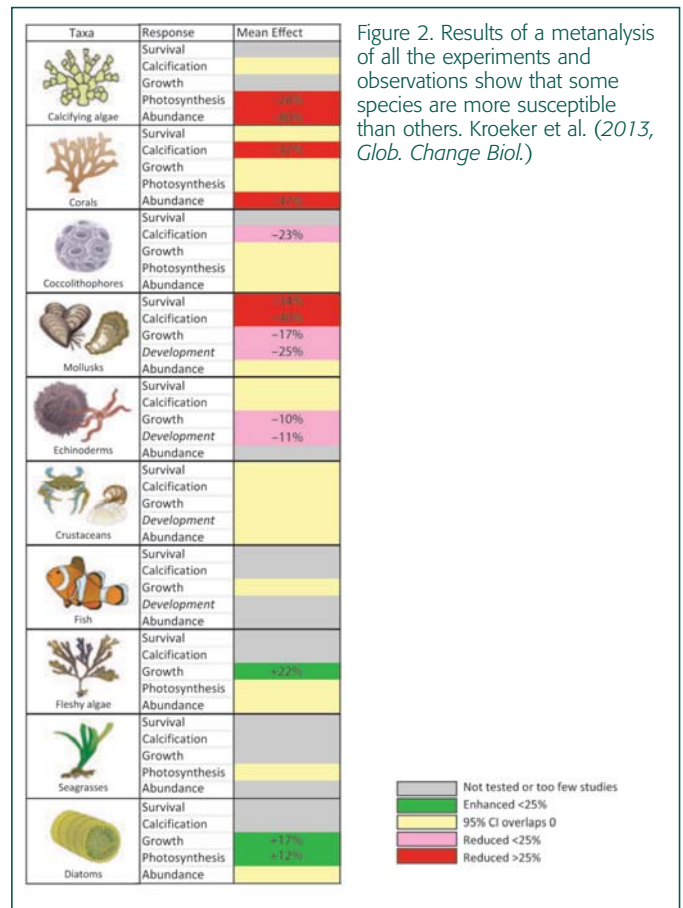 Taxa Response Mean Effect
Survival
Calcification
Growth
Photosynthesis
Abundance
Calcifying algae
Survival
Calcification
Growth
Photosynthesis
Abundance
Corals
Survival
Calcification –23%
Growth
Photosynthesis
Abundance
Coccolithophores
Survival
Calcification
Growth –17%
Development –25%
Abundance
Mollusks
Survival
Calcification
Growth –10%
Development –11%
Abundance
Echinoderms
Survival
Calcification
Growth
Development
Abundance
Crustaceans
Survival
Calcification
Growth
Development
Abundance
Fish
Survival
Calcification
Growth +22%
Photosynthesis
Abundance
Fleshy algae
Survival
Calcification
Growth
Photosynthesis
Abundance
Seagrasses
Survival
Calcification
Growth +17%
Photosynthesis +12%
Abundance
Diatoms
Figure 2. Results of a metanalysis
of all the experiments and
observations show that some
species are more susceptible
than others. Kroeker et al. (2013,
Glob. Change Biol.)
Not tested or too few studies
Enhanced <25%
95% CI overlaps 0
Reduced <25%
Reduced >25%